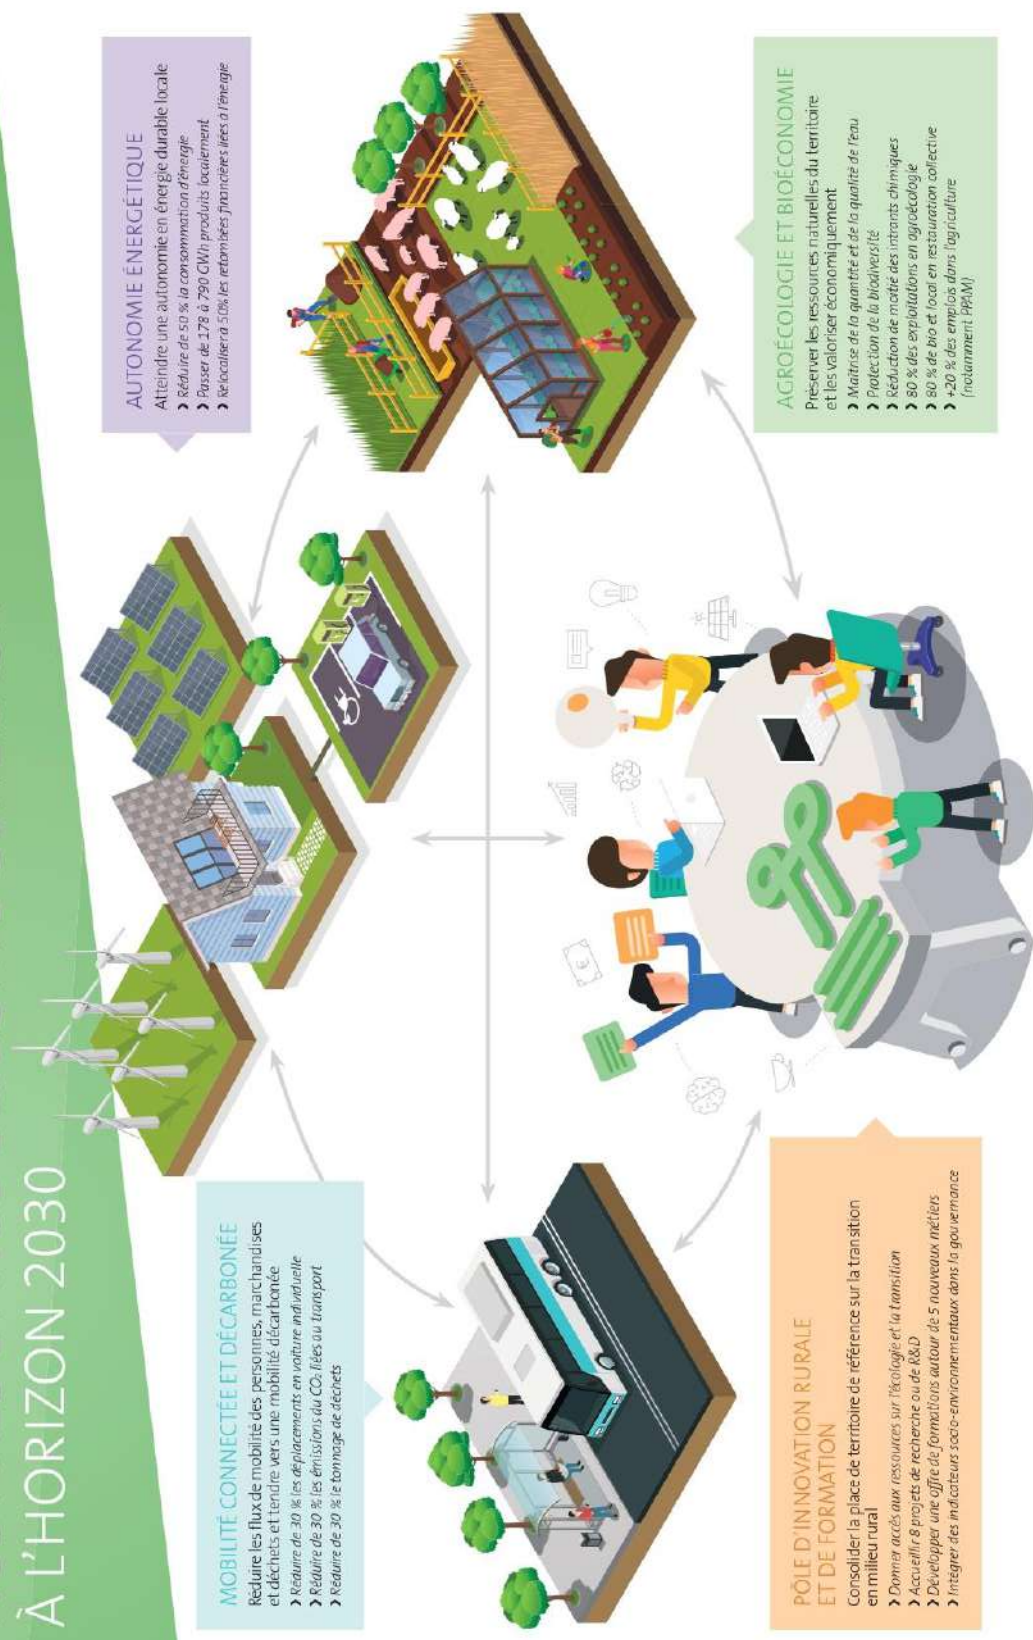 À L'HORIZON 2030
MOBILITÉ CONNECTÉE ET DÉCARBONÉE
Réduire les flux de mobilité des personnes, marchandises
et déchets et tendre vers une mobilité décarbonée
❯ Réduire de 30 % les déplacements en voiture individuelle
❯ Réduire de 30 % les émissions du CO₂ liées au transport
❯ Réduire de 30 % le tonnage de déchets
AUTONOMIE ÉNERGÉTIQUE
Atteindre une autonomie en énergie durable locale
❯ Réduire de 50 % la consommation d'énergie
❯ Passer de 178 à 790 GWh produits localement
❯ Relocaliser à 50% les retombées financières liées à l'énergie
PÔLE D'INNOVATION RURALE
ET DE FORMATION
Consolider la place de territoire de référence sur la transition
en milieu rural
❯ Donner accès aux ressources sur l'écologie et la transition
❯ Accueillir 8 projets de recherche ou de R&D
❯ Développer une offre de formations autour de 5 nouveaux métiers
❯ Intégrer des indicateurs socio-environnementaux dans la gouvernance
AGROÉCOLOGIE ET BIOÉCONOMIE
Préserver les ressources naturelles du territoire
et les valoriser économiquement
❯ Maîtrise de la quantité et de la qualité de l'eau
❯ Protection de la biodiversité
❯ Réduction de moitié des intrants chimiques
❯ 80 % des exploitations en agroécologie
❯ 80 % de bio et local en restauration collective
❯ +20 % des emplois dans l'agriculture
(notamment PPAM)